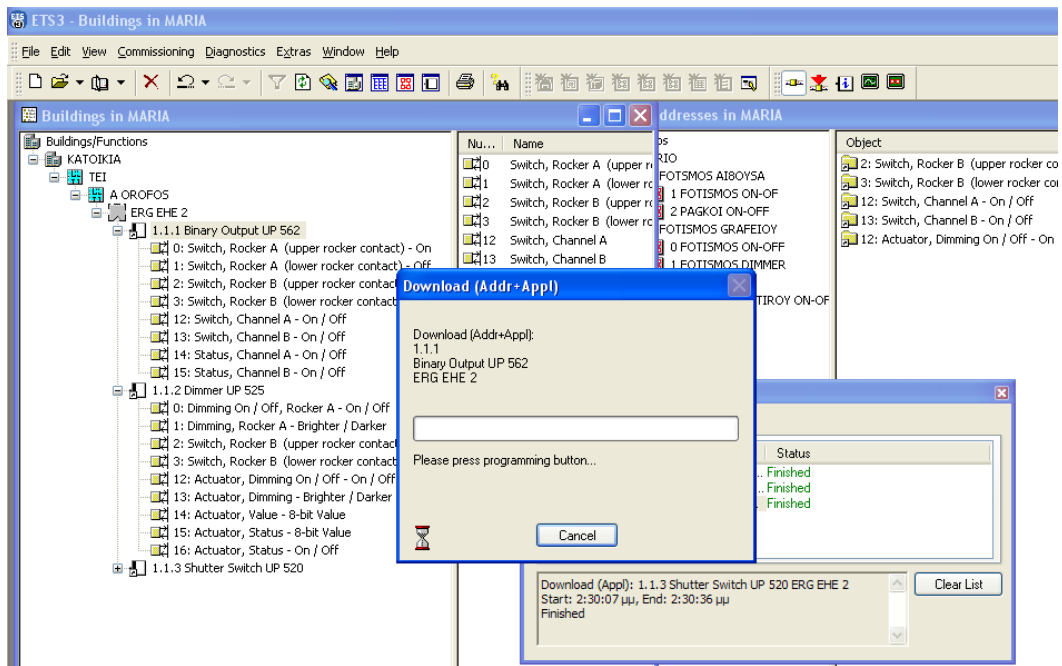 ETS3 - Buildings in MARIA
File Edit View Commissioning Diagnostics Extras Window Help
Buildings in MARIA
Buildings/Functions
KATOIKIA
TEI
A OROFOS
ERG EHE 2
1.1.1 Binary Output UP 562
0: Switch, Rocker A (upper rocker contact) - On
1: Switch, Rocker A (lower rocker contact) - Off
2: Switch, Rocker B (upper rocker contact
3: Switch, Rocker B (lower rocker contact
12: Switch, Channel A - On / Off
13: Switch, Channel B - On / Off
14: Status, Channel A - On / Off
15: Status, Channel B - On / Off
1.1.2 Dimmer UP 525
0: Dimming On / Off, Rocker A - On / Off
1: Dimming, Rocker A - Brighter / Darker
2: Switch, Rocker B (upper rocker contact
3: Switch, Rocker B (lower rocker contact
12: Actuator, Dimming On / Off - On / Off
13: Actuator, Dimming - Brighter / Darker
14: Actuator, Value - 8-bit Value
15: Actuator, Status - 8-bit Value
16: Actuator, Status - On / Off
1.1.3 Shutter Switch UP 520
Nu... Name
0 Switch, Rocker A (upper r
1 Switch, Rocker A (lower rc
2 Switch, Rocker B (upper r
3 Switch, Rocker B (lower rc
12 Switch, Channel A
13 Switch, Channel B
ddresses in MARIA
ps
RIO
FOTSMOS AI8OYSA
1 FOTISMOS ON-OF
2 PAGKOI ON-OFF
FOTISMOS GRAFEIOY
0 FOTISMOS ON-OFF
1 FOTISMOS DIMMER
TIROY ON-OF
Object
2: Switch, Rocker B (upper rocker co
3: Switch, Rocker B (lower rocker con
12: Switch, Channel A - On / Off
13: Switch, Channel B - On / Off
12: Actuator, Dimming On / Off - On
Download (Addr+Appl)
Download (Addr+Appl):
1.1.1
Binary Output UP 562
ERG EHE 2
Please press programming button...
Cancel
Status
.. Finished
.. Finished
. Finished
Download (Appl): 1.1.3 Shutter Switch UP 520 ERG EHE 2
Start: 2:30:07 μμ, End: 2:30:36 μμ
Finished
Clear List